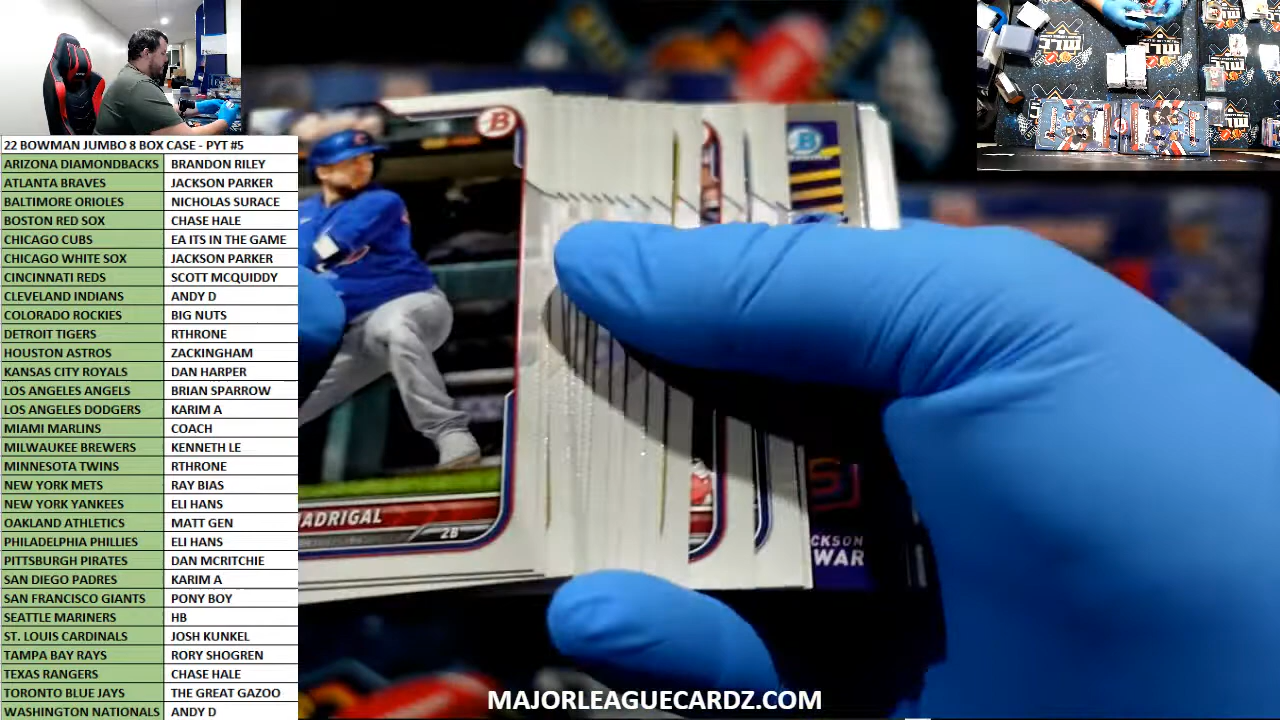 22 BOWMAN JUMBO 8 BOX CASE - PYT #5
ARIZONA DIAMONDBACKS BRANDON RILEY
ATLANTA BRAVES JACKSON PARKER
BALTIMORE ORIOLES NICHOLAS SURACE
BOSTON RED SOX CHASE HALE
CHICAGO CUBS EA ITS IN THE GAME
CHICAGO WHITE SOX JACKSON PARKER
CINCINNATI REDS SCOTT MCQUIDDY
CLEVELAND INDIANS ANDY D
COLORADO ROCKIES BIG NUTS
DETROIT TIGERS RTHRONE
HOUSTON ASTROS ZACKINGHAM
KANSAS CITY ROYALS DAN HARPER
LOS ANGELES ANGELS BRIAN SPARROW
LOS ANGELES DODGERS KARIM A
MIAMI MARLINS COACH
MILWAUKEE BREWERS KENNETH LE
MINNESOTA TWINS RTHRONE
NEW YORK METS RAY BIAS
NEW YORK YANKEES ELI HANS
OAKLAND ATHLETICS MATT GEN
PHILADELPHIA PHILLIES ELI HANS
PITTSBURGH PIRATES DAN MCRITCHIE
SAN DIEGO PADRES KARIM A
SAN FRANCISCO GIANTS PONY BOY
SEATTLE MARINERS HB
ST. LOUIS CARDINALS JOSH KUNKEL
TAMPA BAY RAYS RORY SHOGREN
TEXAS RANGERS CHASE HALE
TORONTO BLUE JAYS THE GREAT GAZOO
WASHINGTON NATIONALS ANDY D
B
ADRIGAL
2B
B
CKSON
WAR
MAJORLEAGUECARDZ.COM